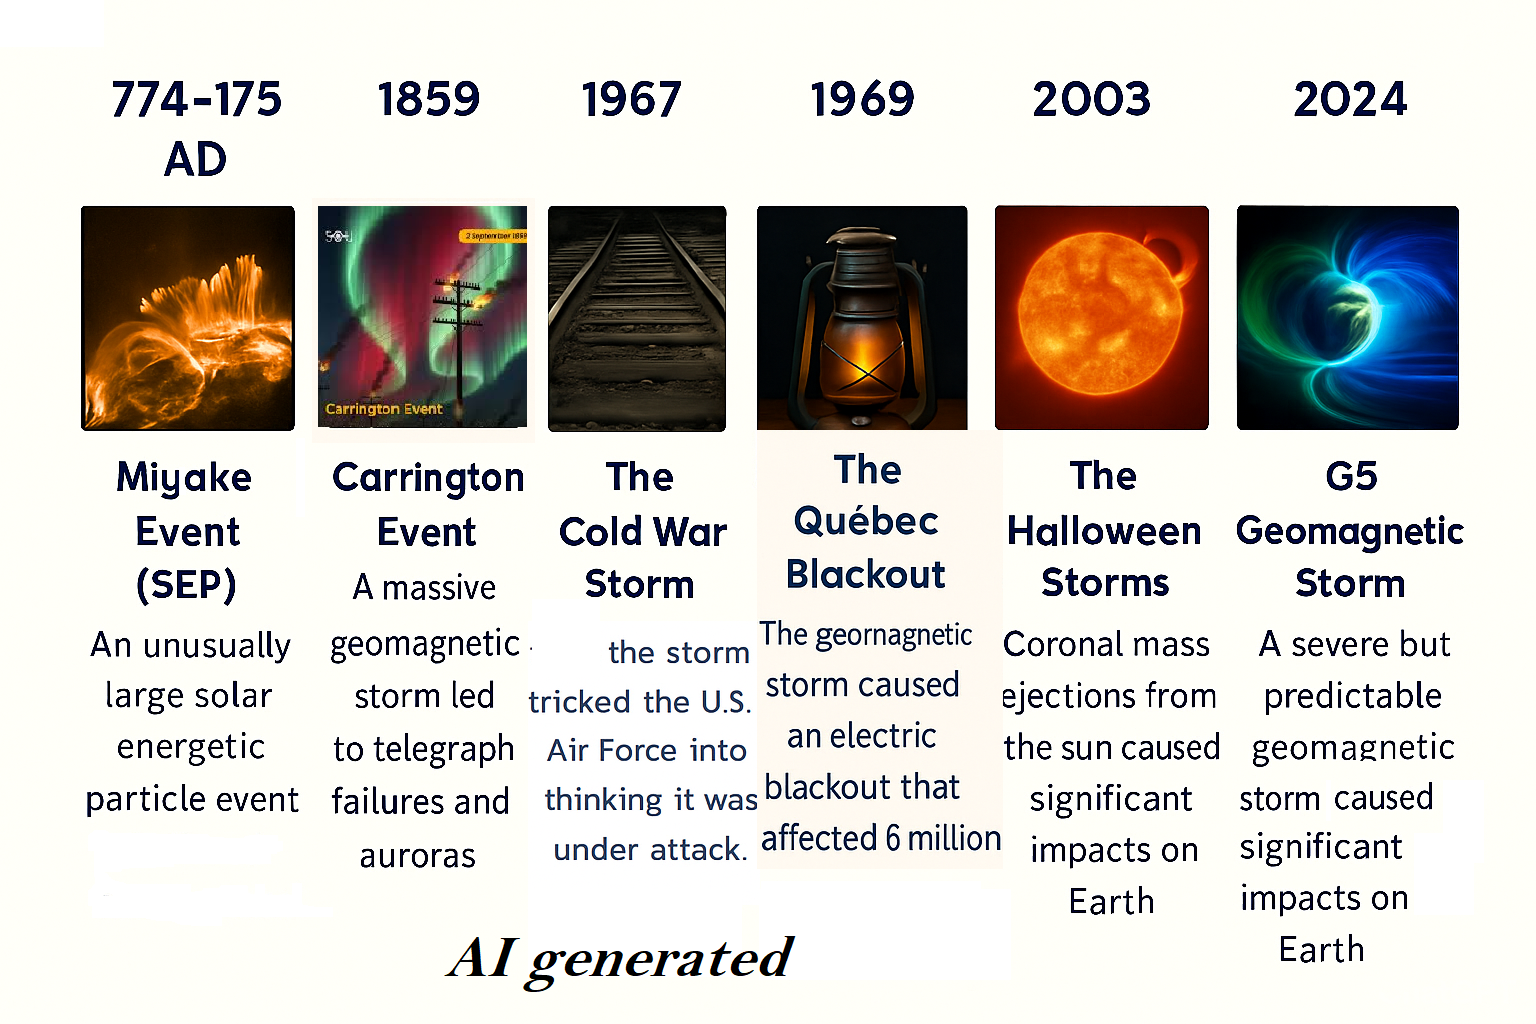 774-175
AD
1859
1967
1969
2003
2024
2 September 1859
Carrington Event
Miyake
Event
(SEP)
An unusually
large solar
energetic
particle event
Carrington
Event
A massive
geomagnetic
storm led
to telegraph
failures and
auroras
The
Cold War
Storm
the storm
tricked the U.S.
Air Force into
thinking it was
under attack.
The
Québec
Blackout
The geornagnetic
storm caused
an electric
blackout that
affected 6 million
The
Halloween
Storms
Coronal mass
ejections from
the sun caused
significant
impacts on
Earth
G5
Geomagnetic
Storm
A severe but
predictable
geomagnetic
storm caused
significant
impacts on
Earth
AI generated